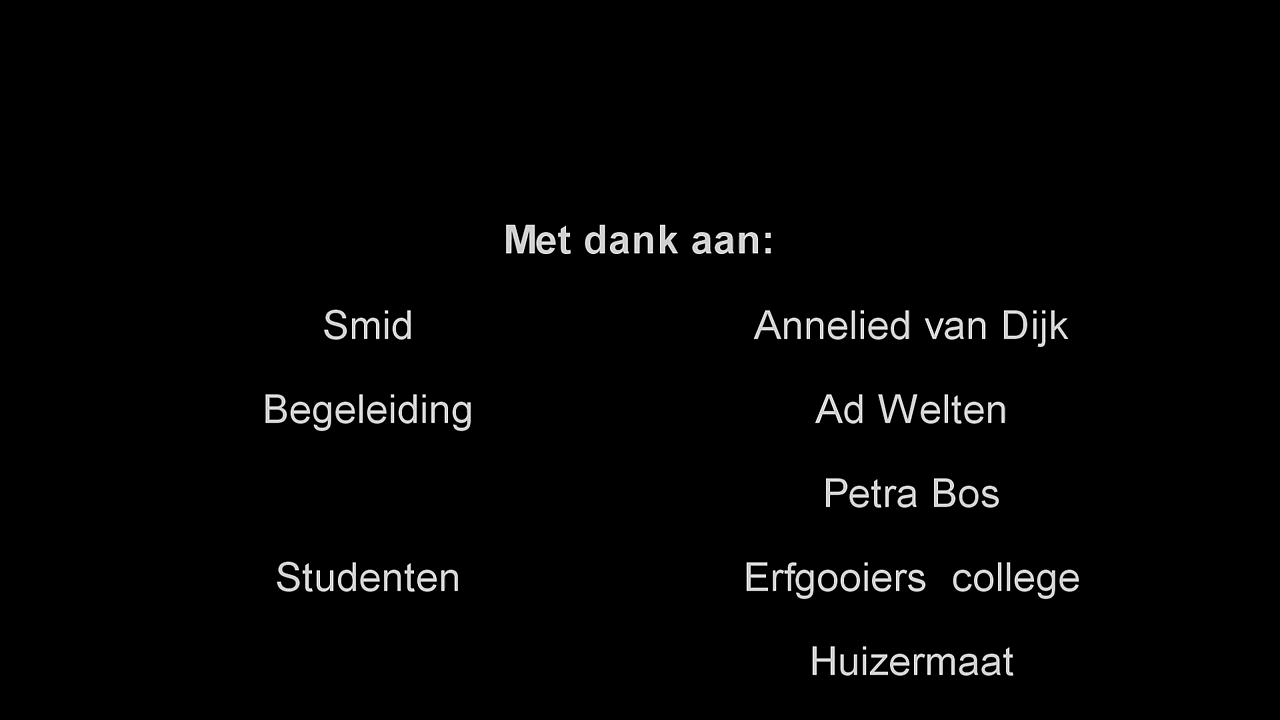 Met dank aan:
Smid Annelied van Dijk
Begeleiding Ad Welten
Petra Bos
Studenten Erfgooiers college
Huizermaat